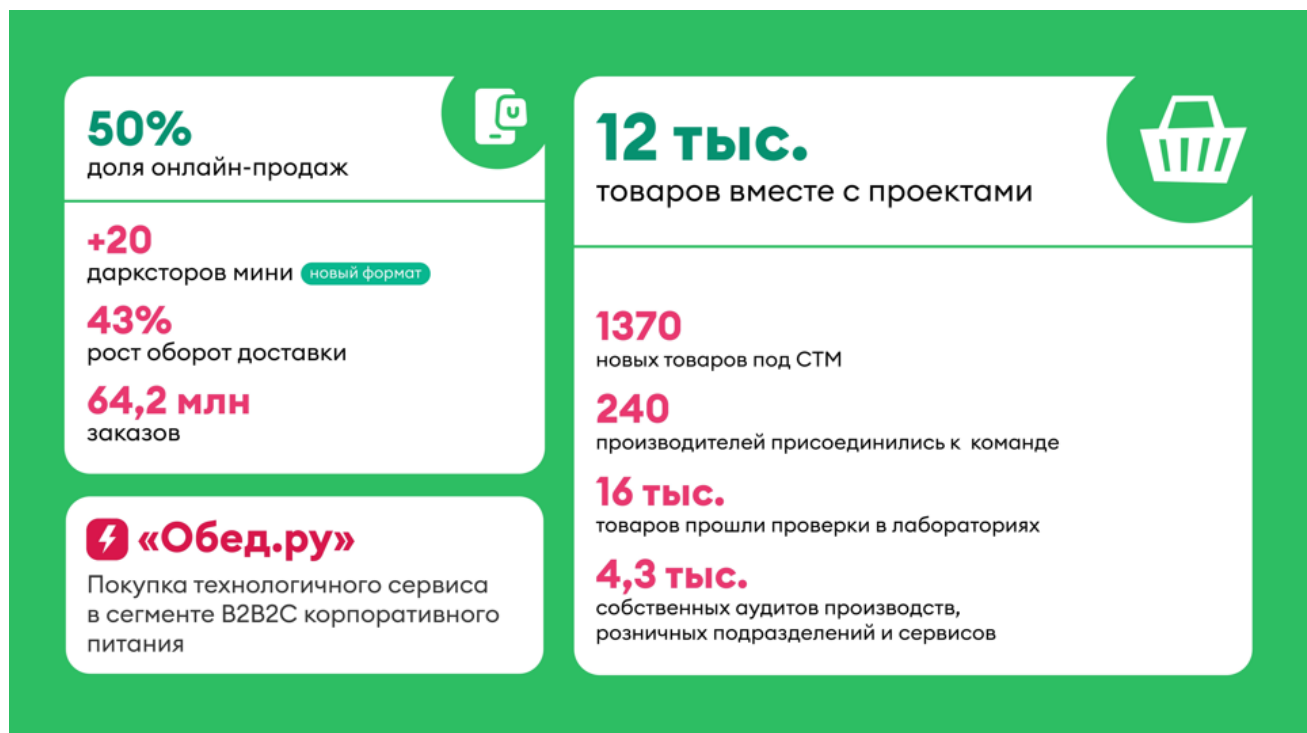 50%
доля онлайн-продаж
+20
даркcторов мини новый формат
43%
рост оборот доставки
64,2 млн
заказов
«Обед.ру»
Покупка технологичного сервиса
в сегменте B2B2C корпоративного
питания
12 тыс.
товаров вместе с проектами
1370
новых товаров под СТМ
240
производителей присоединились к команде
16 тыс.
товаров прошли проверки в лабораториях
4,3 тыс.
собственных аудитов производств,
розничных подразделений и сервисов